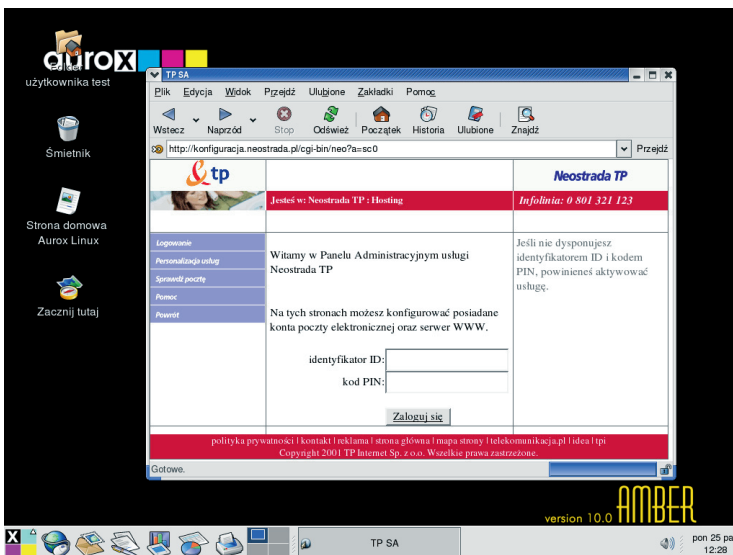 aurox
Folder
użytkownika test
Śmietnik
Strona domowa
Aurox Linux
Zacznij tutaj
TP SA
Plik Edycja Widok Przejdź Ulubione Zakładki Pomoc
Wstecz Naprzód Stop Odśwież Początek Historia Ulubione Znajdź
http://konfiguracja.neostrada.pl/cgi-bin/neo?a=sc0 Przejdź
tp
Neostrada TP
Jesteś w: Neostrada TP : Hosting
Infolinia: 0 801 321 123
Logowanie
Personalizacja usług
Sprawdź pocztę
Pomoc
Powrót
Witamy w Panelu Administracyjnym usługi
Neostrada TP
Na tych stronach możesz konfigurować posiadane
konta poczty elektronicznej oraz serwer WWW.
identyfikator ID:
kod PIN:
Zaloguj się
Jeśli nie dysponujesz
identyfikatorem ID i kodem
PIN, powinieneś aktywować
usługę.
polityka prywatności | kontakt | reklama | strona główna | mapa strony | telekomunikacja.pl | idea | tpi
Copyright 2001 TP Internet Sp. z o.o. Wszelkie prawa zastrzeżone.
Gotowe.
version 10.0 AMBER
TP SA
pon 25 pa
12:28